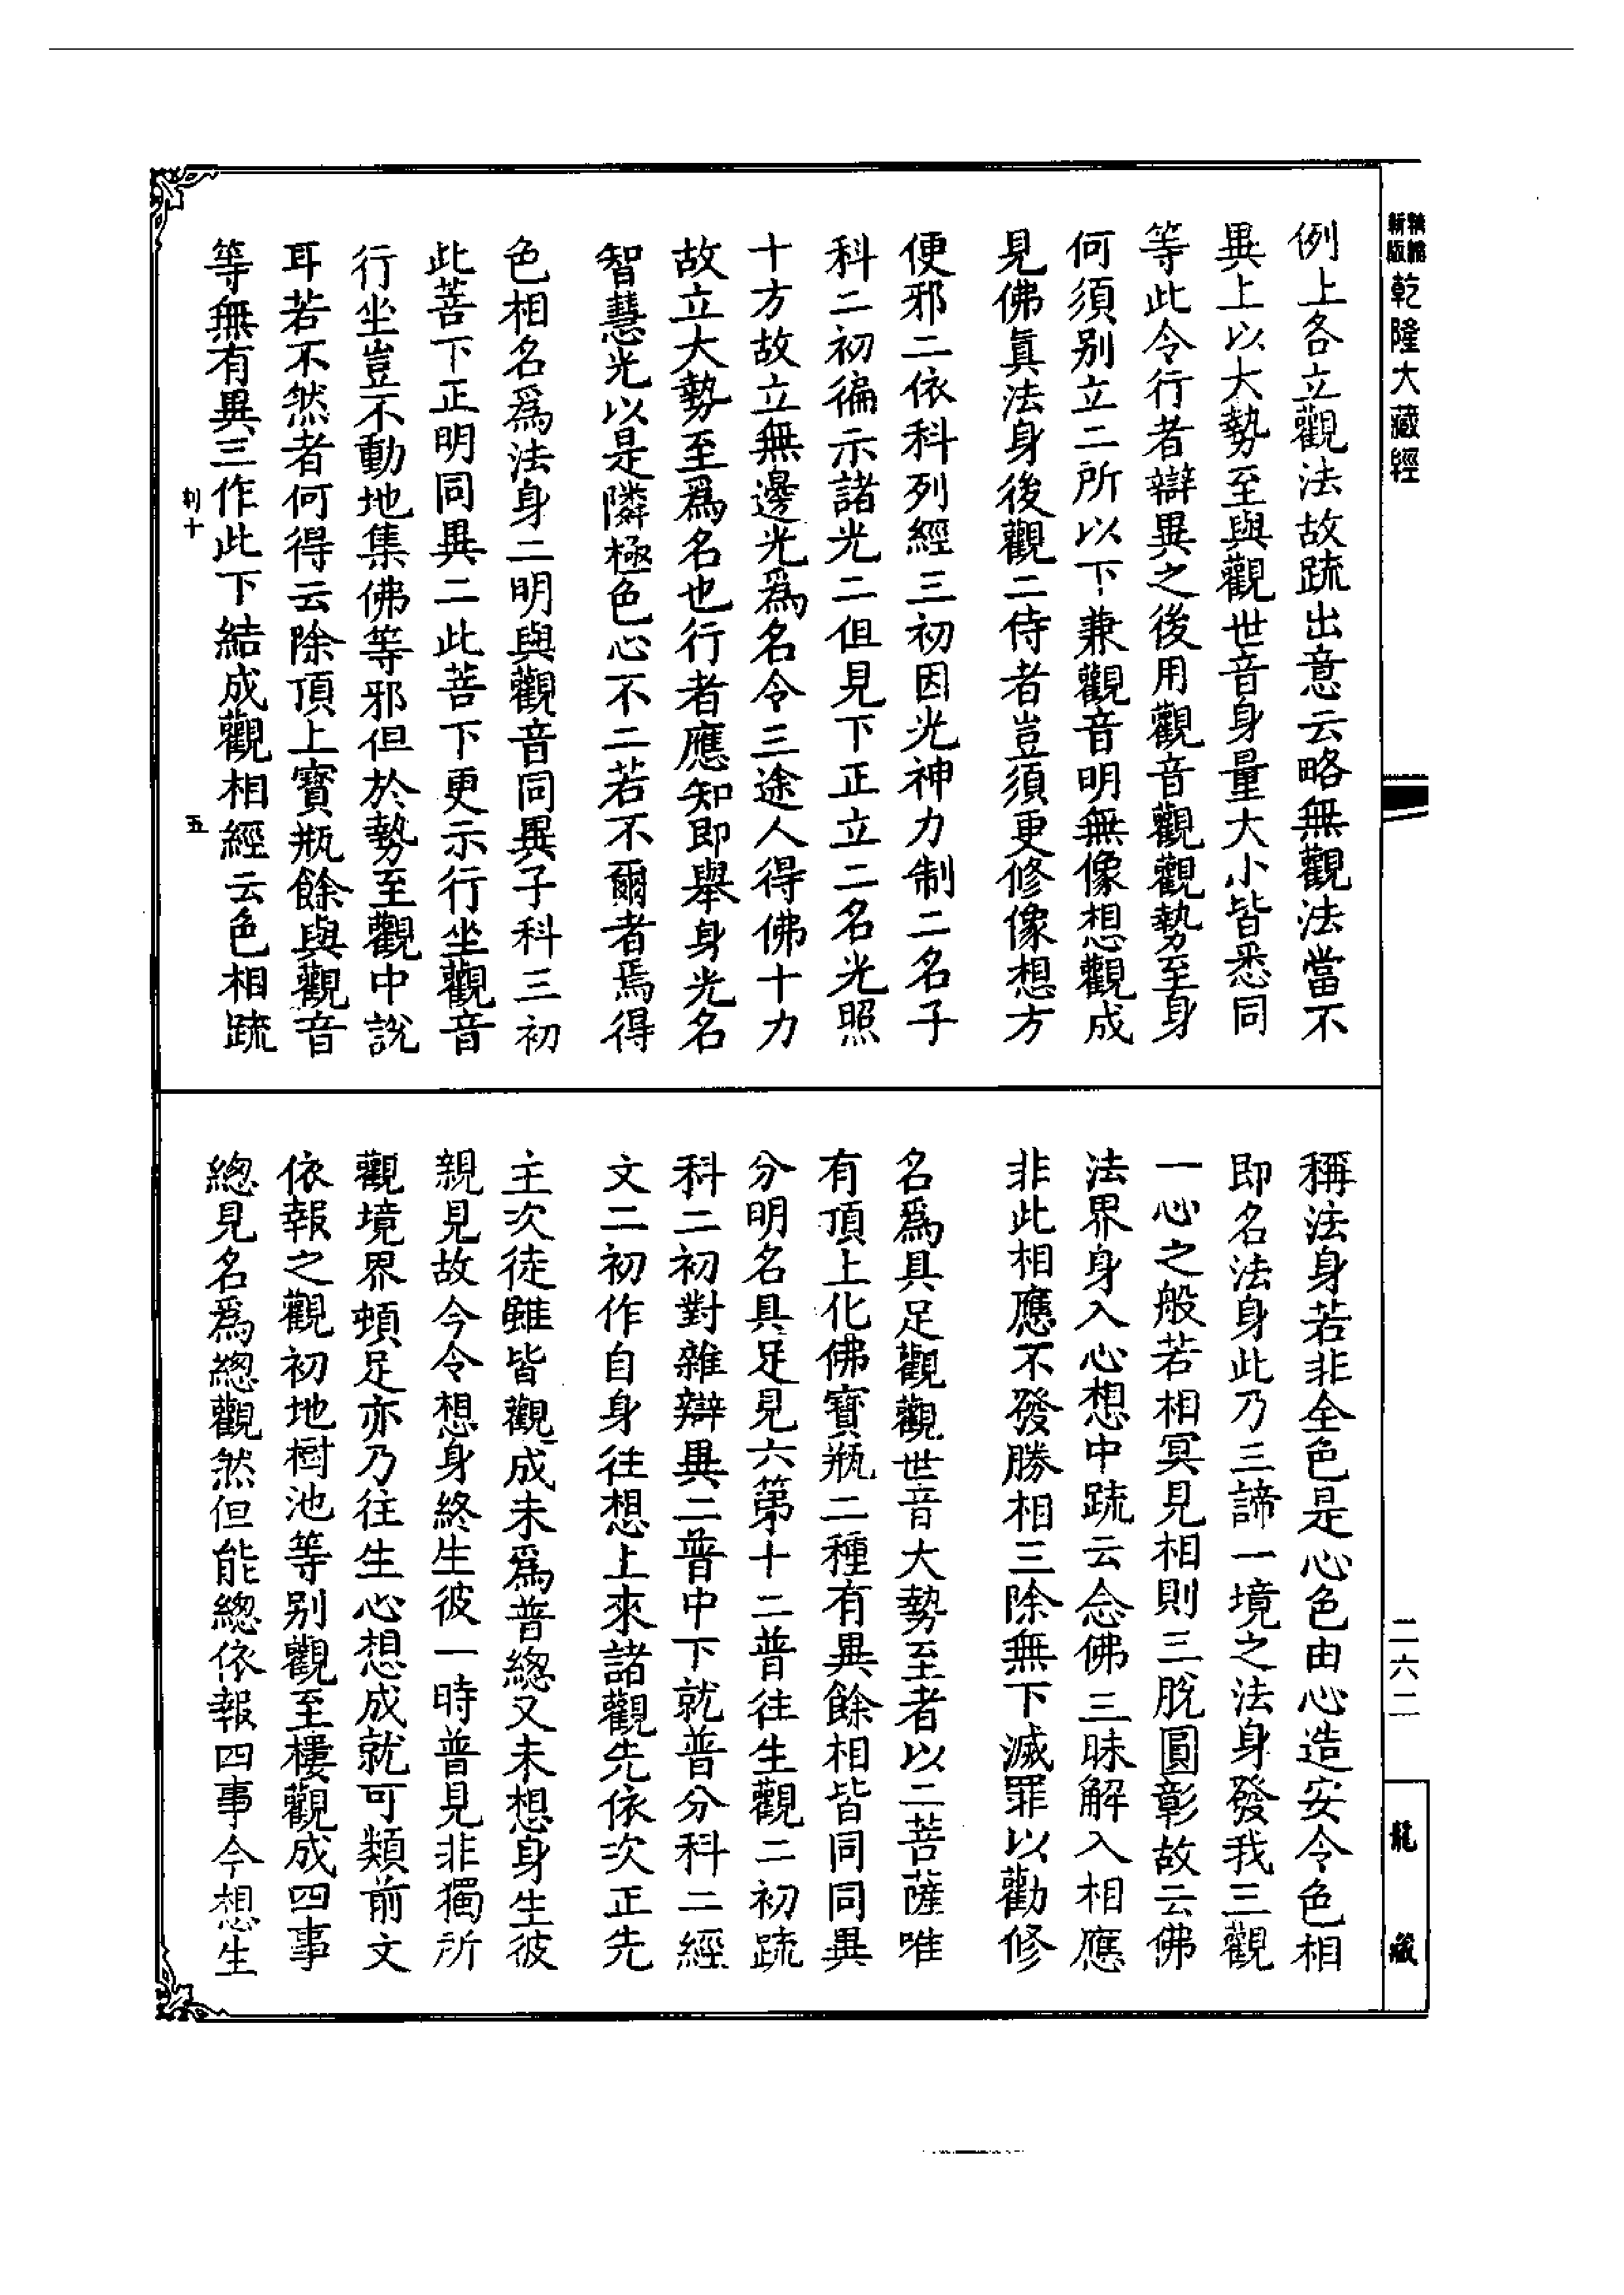 新版精縮乾隆大藏經
例上各立觀法故疏出意云略無觀法當不
異上以大勢至與觀世音身量大小皆悉同
等此令行者辯異之後用觀音觀觀勢至身
何須別立二所以下兼觀音明無像想觀成
見佛眞法身後觀二侍者豈須更修像想方
便邪二依科列經三初因光神力制二名子
科二初徧示諸光二但見下正立二名光照
十方故立無邊光爲名令三途人得佛十力
故立大勢至爲名也行者應知即舉身光名
智慧光以是隣極色心不二若不爾者焉得
色相名爲法身二明與觀音同異子科三初
此菩下正明同異二此菩下更示行坐觀音
行坐豈不動地集佛等邪但於勢至觀中說
耳若不然者何得云除頂上寶瓶餘與觀音
等無有異三作此下結成觀相經云色相疏
五
稱法身若非全色是心色由心造安令色相
即名法身此乃三諦一境之法身發我三觀
一心之般若相冥見相則三脫圓彰故云佛
法界身入心想中疏云念佛三昧解入相應
非此相應不發勝相三除無下滅罪以勸修
名爲具足觀觀世音大勢至者以二菩薩唯
有頂上化佛寶瓶二種有異餘相皆同同異
分明名具足見六第十二普往生觀二初疏
科二初對雜辯異二普中下就普分科二經
文二初作自身往想上來諸觀先依次正先
主次徒雖皆觀成未爲普總又未想身生彼
親見故今令想身終生彼一時普見非獨所
觀境界頓足亦乃往生心想成就可類前文
依報之觀初地樹池等別觀至樓觀成四事
總見名爲總觀然但能總依報四事今想生
二六二
龍藏